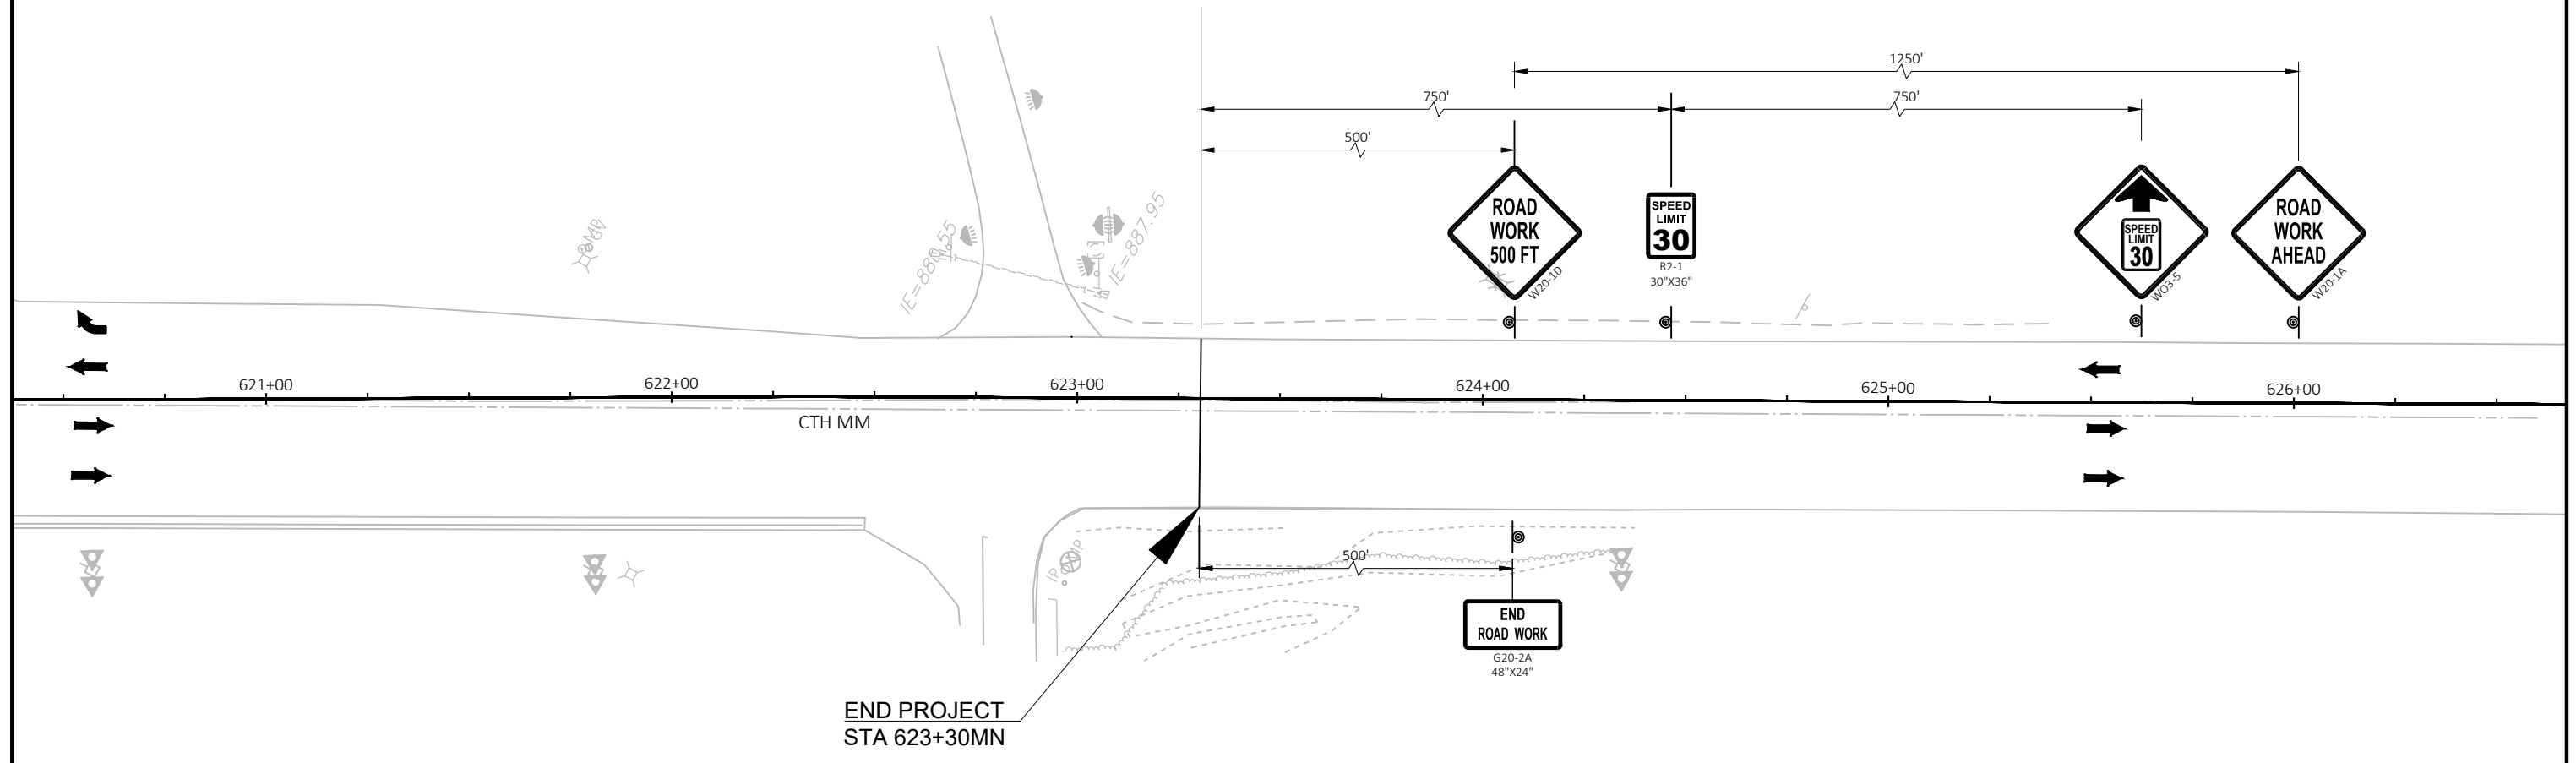 1250'
750'
750'
500'
ROAD
WORK
500 FT
W20-1D
SPEED
LIMIT
30
R2-1
30"X36"
SPEED
LIMIT
30
W03-5
ROAD
WORK
AHEAD
W20-1A
GV
IE=887.95
621+00
622+00
623+00
624+00
625+00
626+00
CTH MM
IP
500'
END
ROAD WORK
G20-2A
48"X24"
END PROJECT
STA 623+30MN